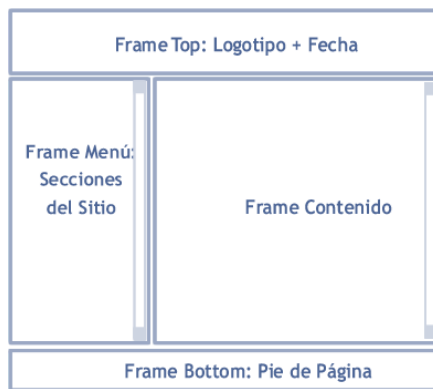 Frame Top: Logotipo + Fecha
Frame Menú:
Secciones
del Sitio
Frame Contenido
Frame Bottom: Pie de Página